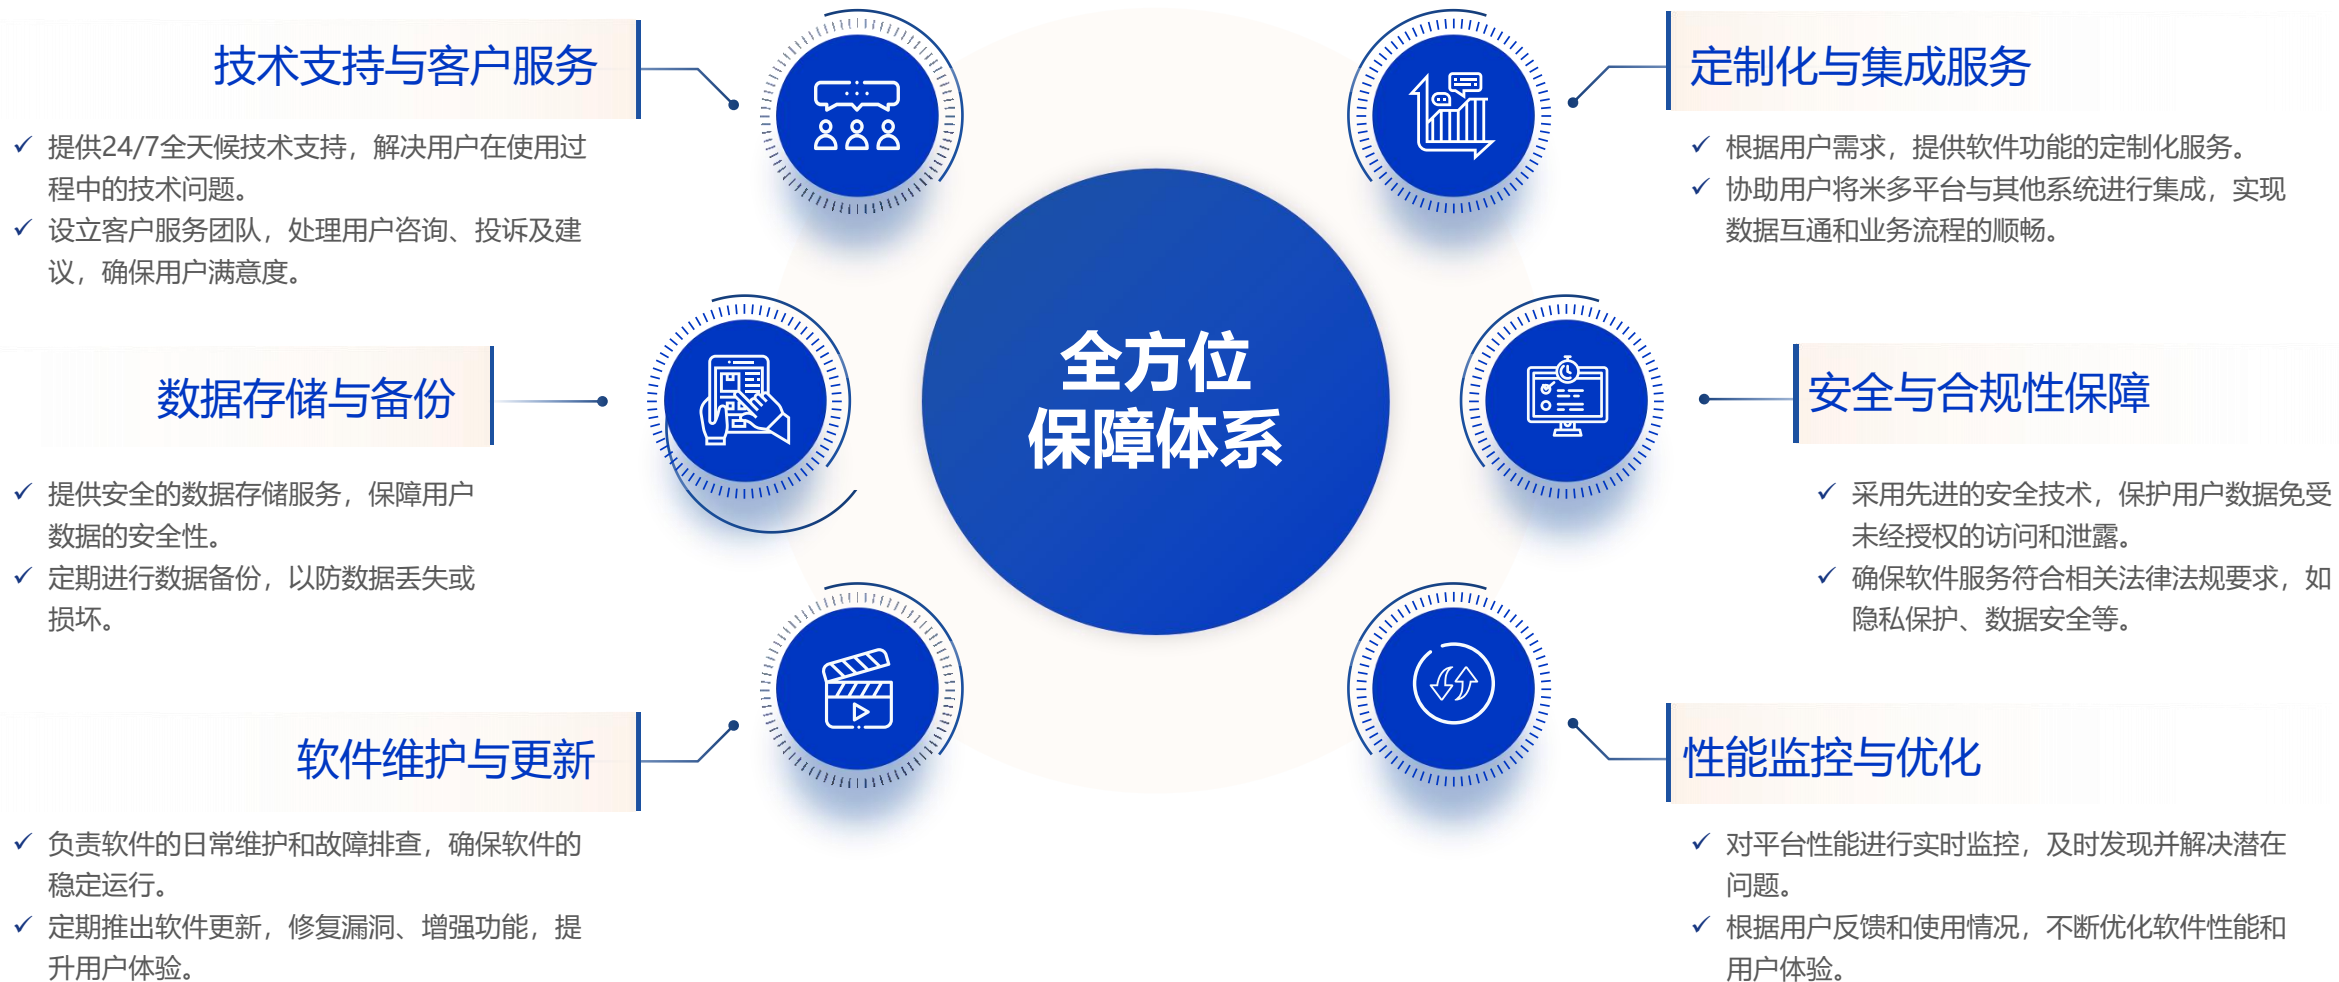 技术支持与客户服务
提供24/7全天候技术支持，解决用户在使用过
程中的技术问题。
设立客户服务团队，处理用户咨询、投诉及建
议，确保用户满意度。
数据存储与备份
提供安全的数据存储服务，保障用户
数据的安全性。
定期进行数据备份，以防数据丢失或
损坏。
软件维护与更新
负责软件的日常维护和故障排查，确保软件的
稳定运行。
定期推出软件更新，修复漏洞、增强功能，提
升用户体验。
全方位
保障体系
定制化与集成服务
根据用户需求，提供软件功能的定制化服务。
协助用户将米多平台与其他系统进行集成，实现
数据互通和业务流程的顺畅。
安全与合规性保障
采用先进的安全技术，保护用户数据免受
未经授权的访问和泄露。
确保软件服务符合相关法律法规要求，如
隐私保护、数据安全等。
性能监控与优化
对平台性能进行实时监控，及时发现并解决潜在
问题。
根据用户反馈和使用情况，不断优化软件性能和
用户体验。